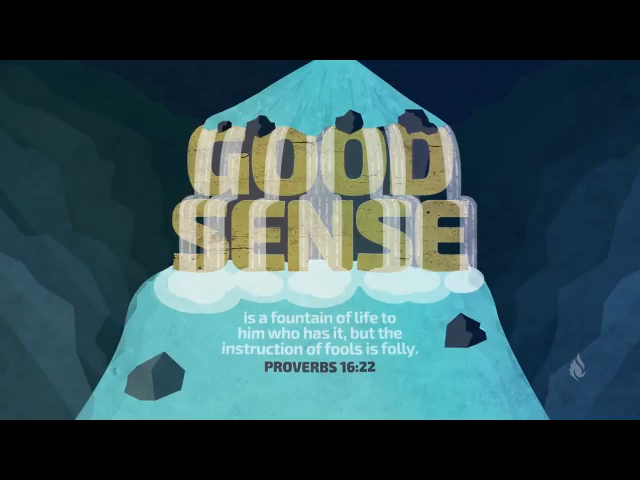 GOOD
SENSE
is a fountain of life to
him who has it, but the
instruction of fools is folly.
PROVERBS 16:22